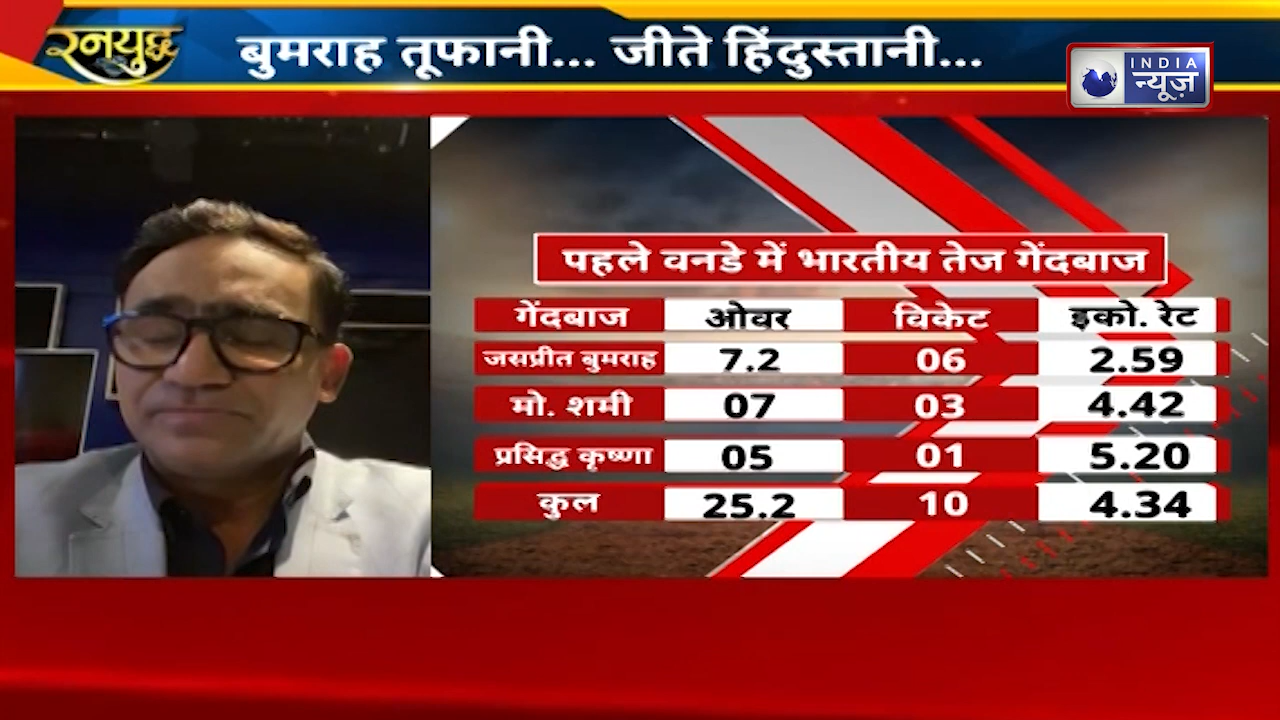 रनयुद्ध
बुमराह तूफानी... जीते हिंदुस्तानी...
INDIA
न्यूज़
पहले वनडे में भारतीय तेज गेंदबाज
गेंदबाज ओवर विकेट इको. रेट
जसप्रीत बुमराह 7.2 06 2.59
मो. शमी 07 03 4.42
प्रसिद्ध कृष्णा 05 01 5.20
कुल 25.2 10 4.34